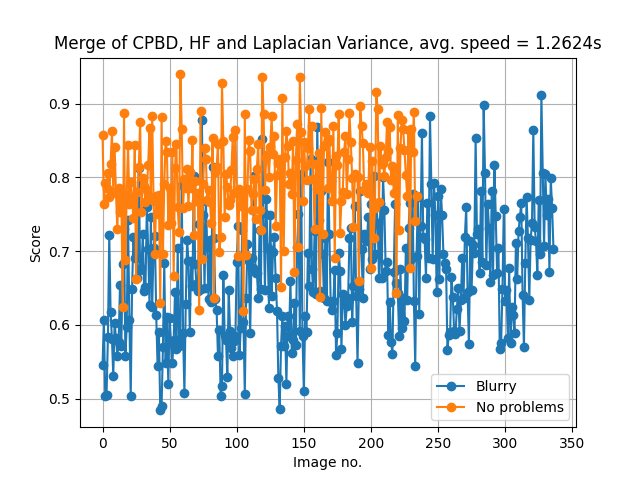 Merge of CPBD, HF and Laplacian Variance, avg. speed = 1.2624s
Score
0.9
0.8
0.7
0.6
0.5
0
50
100
150
200
250
300
350
Image no.
Blurry
No problems